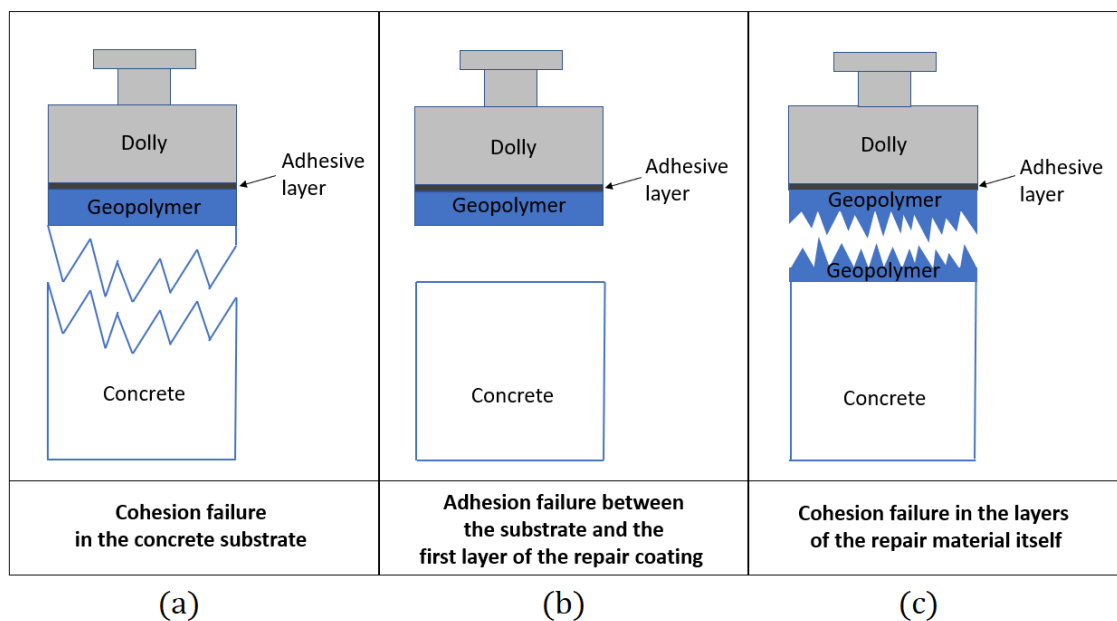 Dolly
Adhesive
layer
Geopolymer
Concrete
Cohesion failure
in the concrete substrate
(a)
Dolly
Adhesive
layer
Geopolymer
Concrete
Adhesion failure between
the substrate and the
first layer of the repair coating
(b)
Dolly
Adhesive
layer
Geopolymer
Geopolymer
Concrete
Cohesion failure in the layers
of the repair material itself
(c)